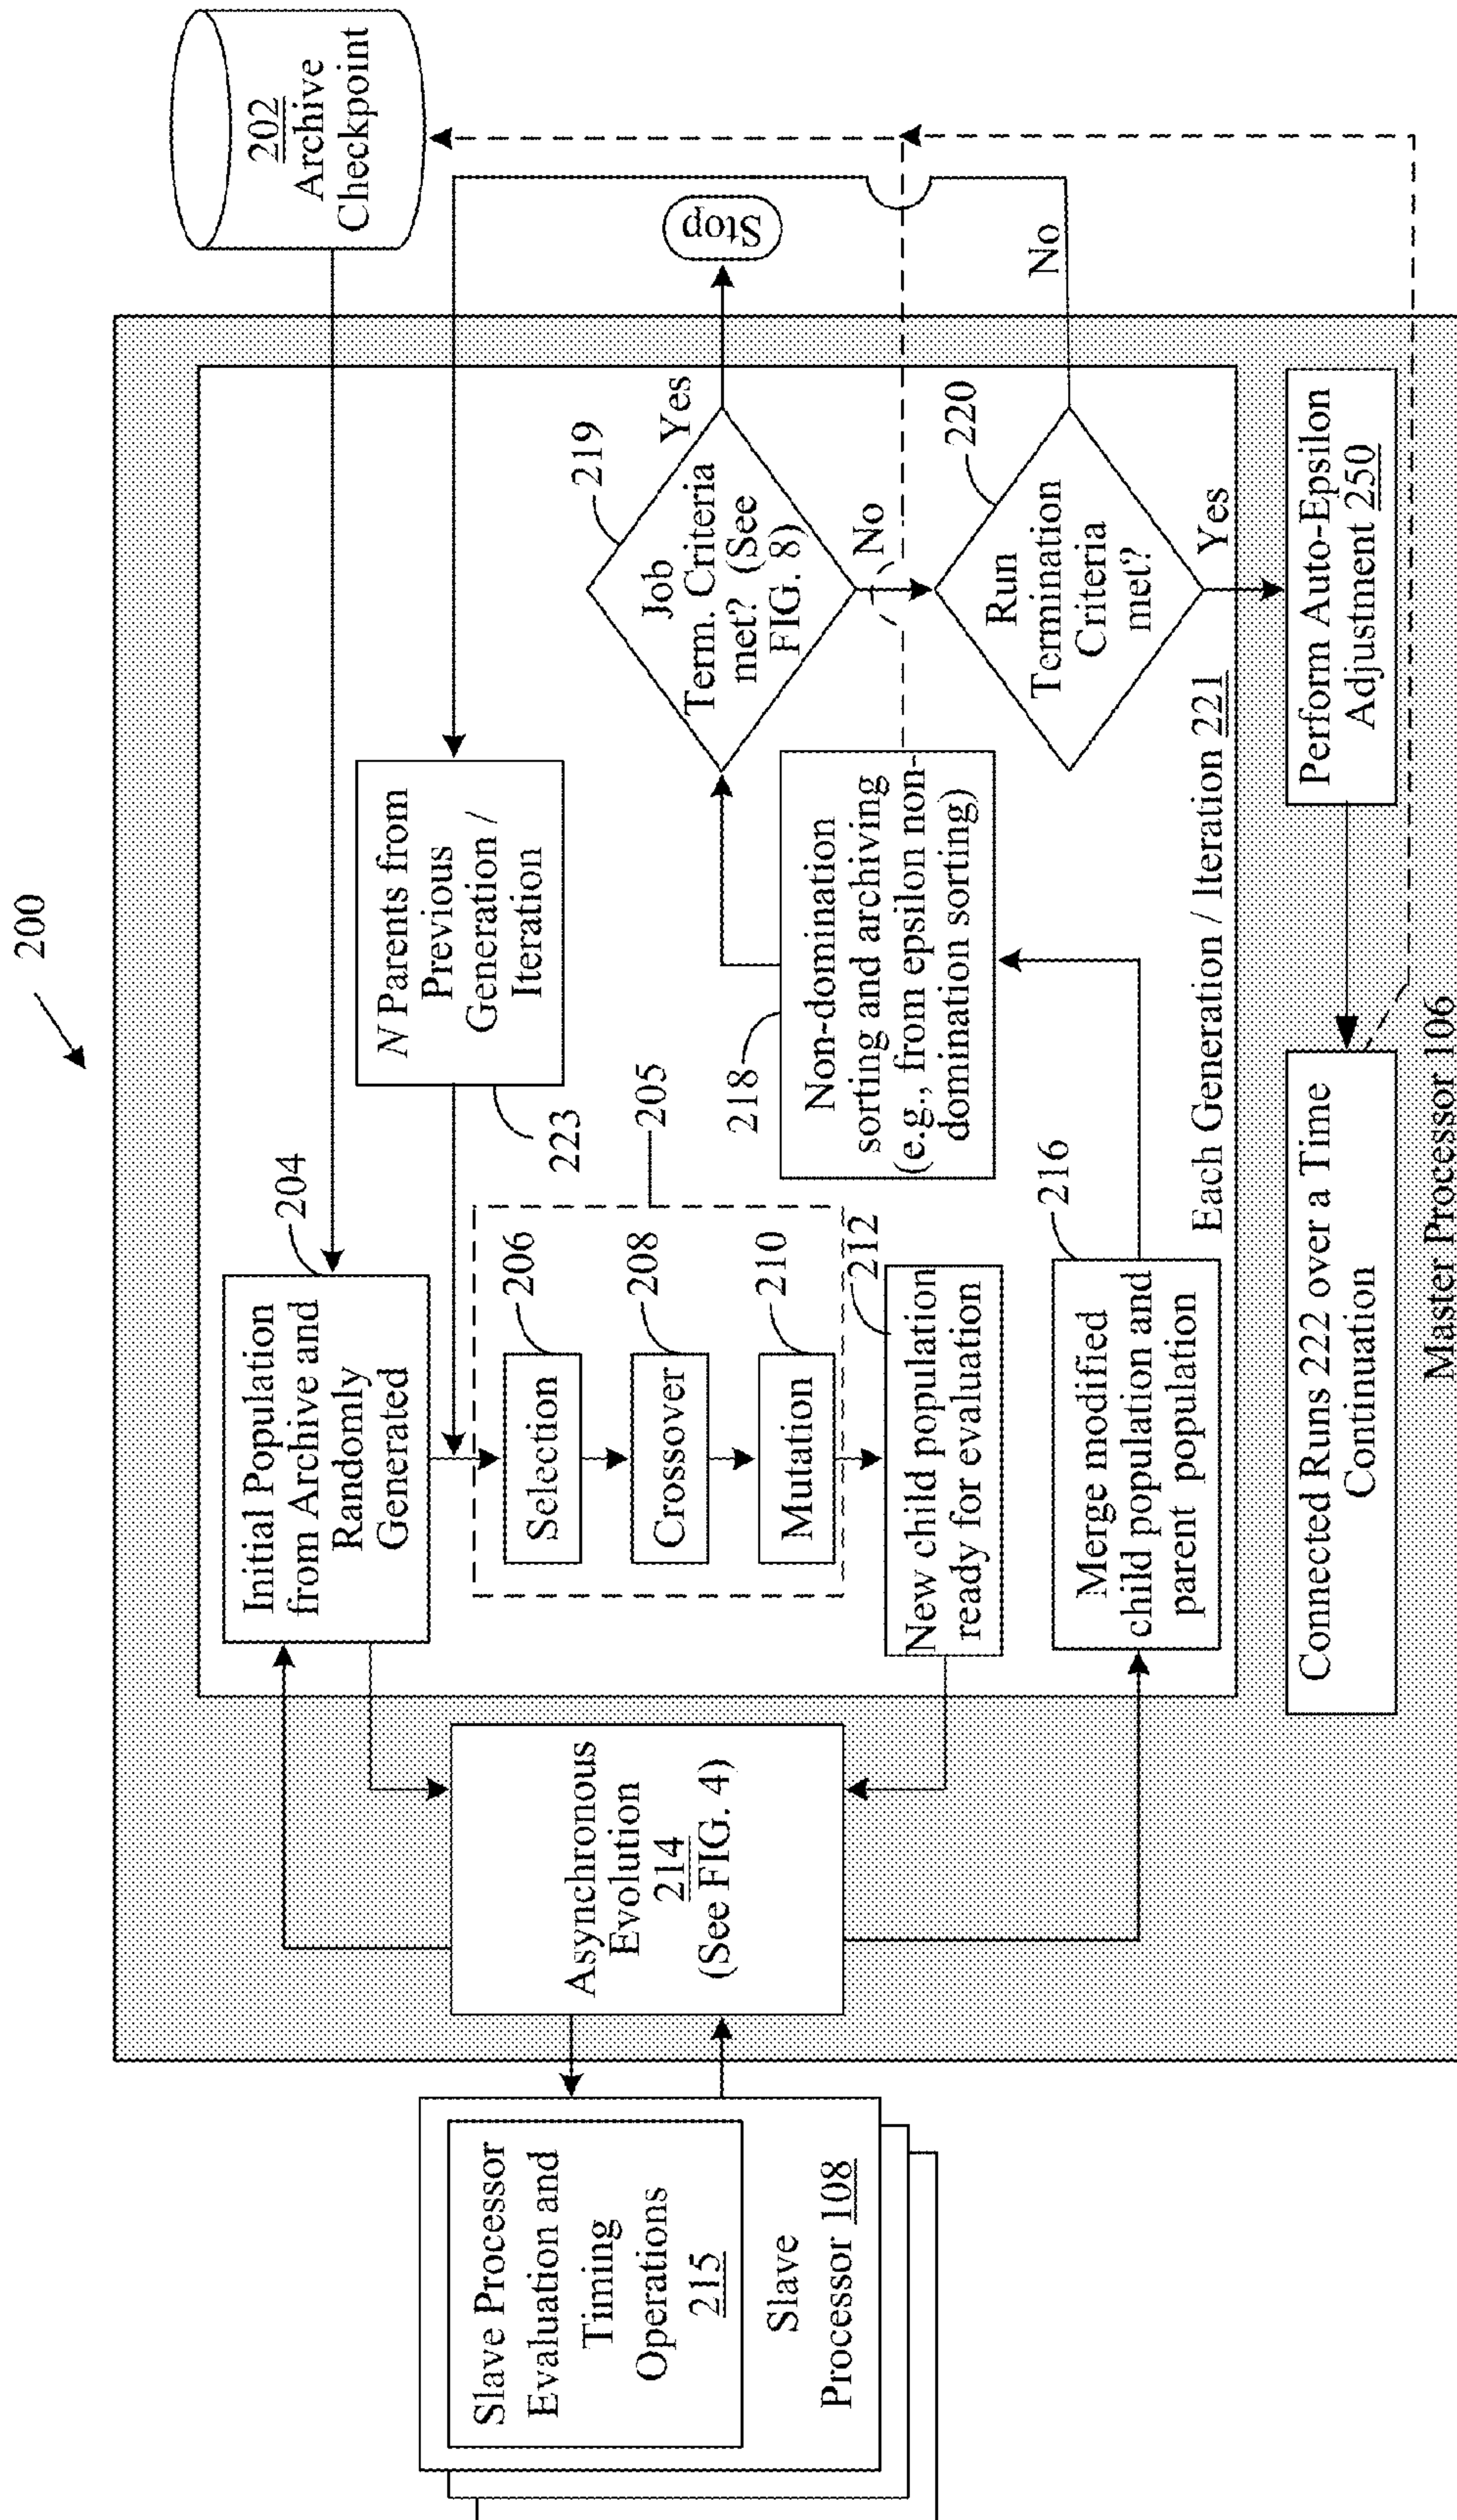 200
202
Archive
Checkpoint
204
Initial Population
from Archive and
Randomly
Generated
N Parents from
Previous
Generation /
Iteration
223
205
Selection
206
Crossover
208
Mutation
210
212
New child population
ready for evaluation
Asynchronous
Evolution
214
(See FIG. 4)
Slave Processor
Evaluation and
Timing
Operations
215
Slave
Processor 108
216
Merge modified
child population and
parent population
218
Non-domination
sorting and archiving
(e.g., from epsilon non-
domination sorting)
219
Job
Term. Criteria
met? (See
FIG. 8)
Yes
Stop
No
220
Run
Termination
Criteria
met?
No
Yes
Each Generation / Iteration 221
Perform Auto-Epsilon
Adjustment 250
Connected Runs 222 over a Time
Continuation
Master Processor 106